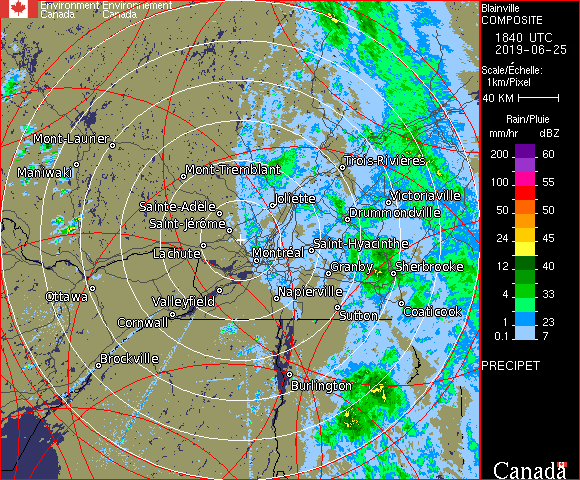 Environment Environnement
Canada Canada
Blainville
COMPOSITE
1840 UTC
2019-06-25
Scale/Échelle:
1km/Pixel
40 KM
Rain/Pluie
mm/hr dBZ
200 60
100 55
50 50
24 45
12 40
4 33
1 23
0.1 7
PRECIPET
Canada
Mont-Laurier
Maniwaki
Mont-Tremblant
Trois-Rivieres
Sainte-Adele
Joliette
Victoriaville
Drummondville
Saint-Jérôme
Lachute
Montréal
Saint-Hyacinthe
Granby
Sherbrooke
Ottawa
Valleyfield
Napierville
Cornwall
Sutton
Coaticook
Brockville
Burlington